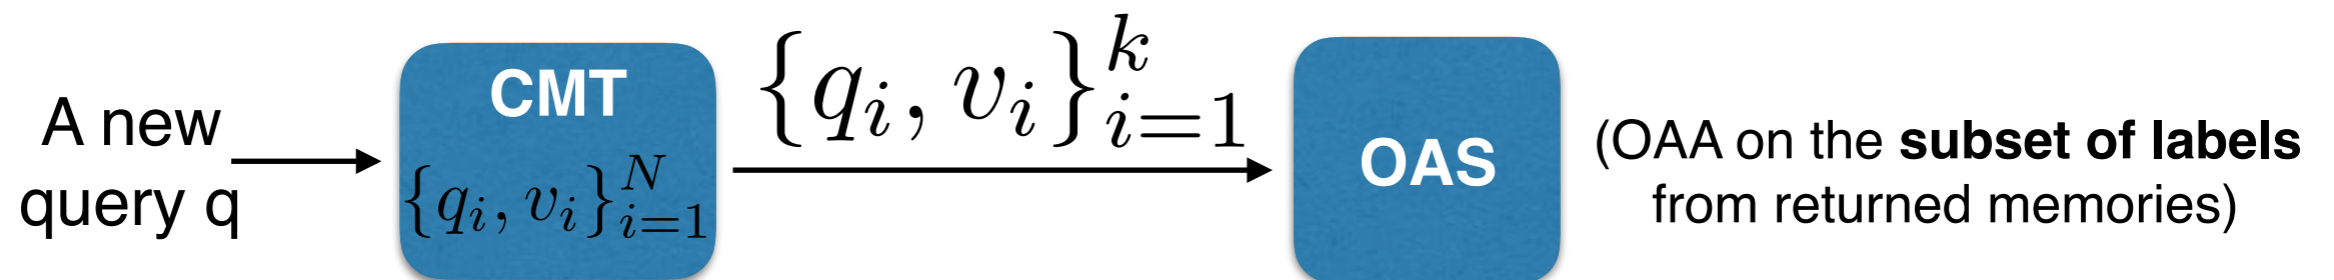 A new
query q
CMT
$\{q_i, v_i\}_{i=1}^{N}$
$\{q_i, v_i\}_{i=1}^{k}$
OAS
(OAA on the subset of labels
from returned memories)